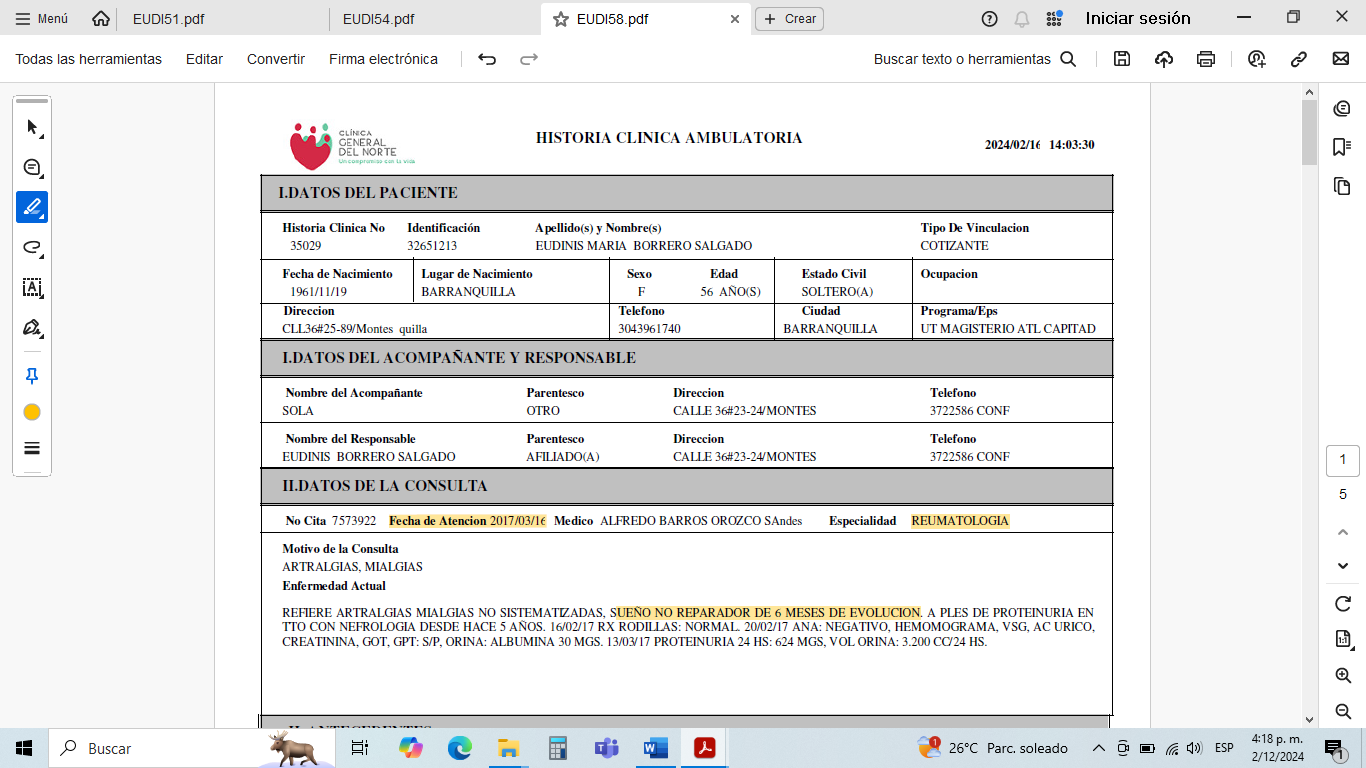 Menú EUDI51.pdf EUDI54.pdf EUDI58.pdf Crear Iniciar sesión
Todas las herramientas Editar Convertir Firma electrónica Buscar texto o herramientas
CLÍNICA
GENERAL
DEL NORTE
Un compromiso con la vida
HISTORIA CLINICA AMBULATORIA
2024/02/16 14:03:30
I.DATOS DEL PACIENTE
Historia Clinica No Identificación Apellido(s) y Nombre(s) Tipo De Vinculacion
35029 32651213 EUDINIS MARIA BORRERO SALGADO COTIZANTE
Fecha de Nacimiento Lugar de Nacimiento Sexo Edad Estado Civil Ocupacion
1961/11/19 BARRANQUILLA F 56 AÑO(S) SOLTERO(A)
Direccion Telefono Ciudad Programa/Eps
CLL36#25-89/Montes quilla 3043961740 BARRANQUILLA UT MAGISTERIO ATL CAPITAD
I.DATOS DEL ACOMPAÑANTE Y RESPONSABLE
Nombre del Acompañante Parentesco Direccion Telefono
SOLA OTRO CALLE 36#23-24/MONTES 3722586 CONF
Nombre del Responsable Parentesco Direccion Telefono
EUDINIS BORRERO SALGADO AFILIADO(A) CALLE 36#23-24/MONTES 3722586 CONF
II.DATOS DE LA CONSULTA
No Cita 7573922 Fecha de Atencion 2017/03/16 Medico ALFREDO BARROS OROZCO SAndes Especialidad REUMATOLOGIA
Motivo de la Consulta
ARTRALGIAS, MIALGIAS
Enfermedad Actual
REFIERE ARTRALGIAS MIALGIAS NO SISTEMATIZADAS, SUEÑO NO REPARADOR DE 6 MESES DE EVOLUCION. A PLES DE PROTEINURIA EN
TTO CON NEFROLOGIA DESDE HACE 5 AÑOS. 16/02/17 RX RODILLAS: NORMAL. 20/02/17 ANA: NEGATIVO, HEMOMOGRAMA, VSG, AC URICO,
CREATININA, GOT, GPT: S/P, ORINA: ALBUMINA 30 MGS. 13/03/17 PROTEINURIA 24 HS: 624 MGS, VOL ORINA: 3.200 CC/24 HS.
1
5
Buscar
26°C Parc. soleado
ESP
4:18 p. m.
2/12/2024